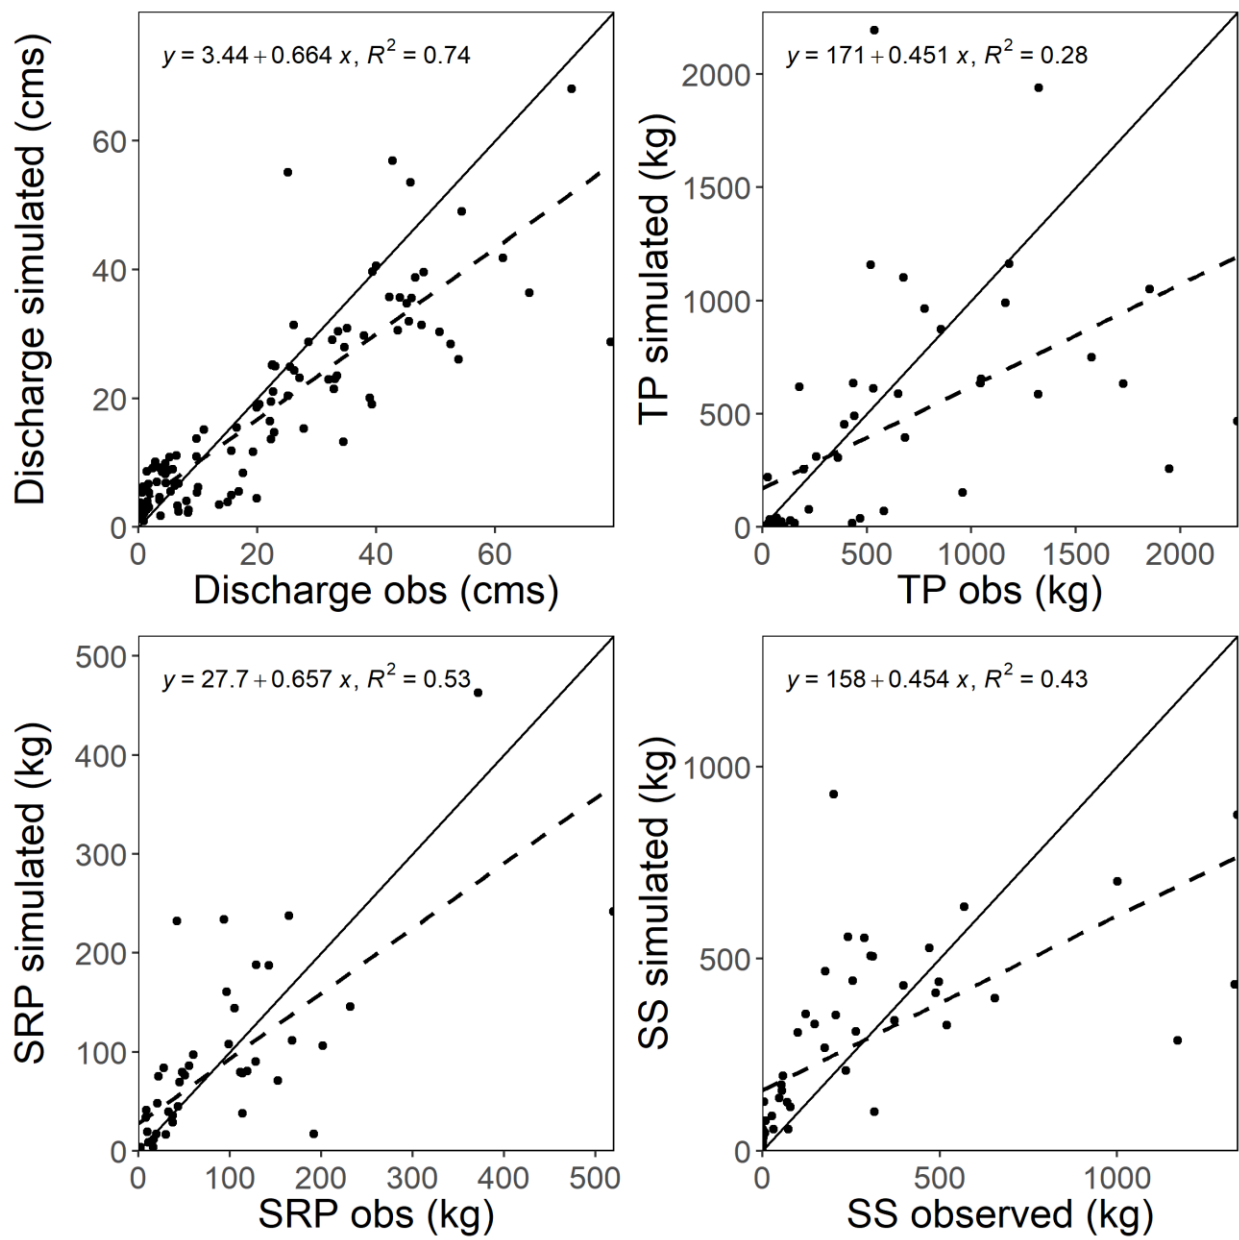 y = 3.44 + 0.664 x, R² = 0.74
Discharge simulated (cms)
60
40
20
0
0 20 40 60
Discharge obs (cms)
y = 171 + 0.451 x, R² = 0.28
TP simulated (kg)
2000
1500
1000
500
0
0 500 1000 1500 2000
TP obs (kg)
y = 27.7 + 0.657 x, R² = 0.53
SRP simulated (kg)
500
400
300
200
100
0
0 100 200 300 400 500
SRP obs (kg)
y = 158 + 0.454 x, R² = 0.43
SS simulated (kg)
1000
500
0
0 500 1000
SS observed (kg)